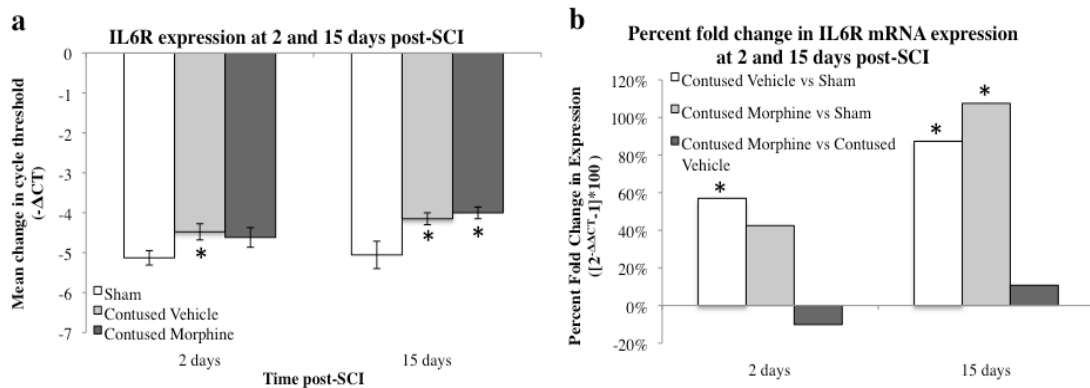 a
IL6R expression at 2 and 15 days post-SCI
0
-1
-2
-3
-4
-5
-6
-7
Mean change in cycle threshold
(-ΔCT)
*
*
*
Sham
Contused Vehicle
Contused Morphine
2 days
15 days
Time post-SCI
b
Percent fold change in IL6R mRNA expression
at 2 and 15 days post-SCI
120%
100%
80%
60%
40%
20%
0%
-20%
Percent Fold Change in Expression
([2-ΔΔCT-1]*100 )
Contused Vehicle vs Sham
Contused Morphine vs Sham
Contused Morphine vs Contused
Vehicle
*
*
*
2 days
15 days